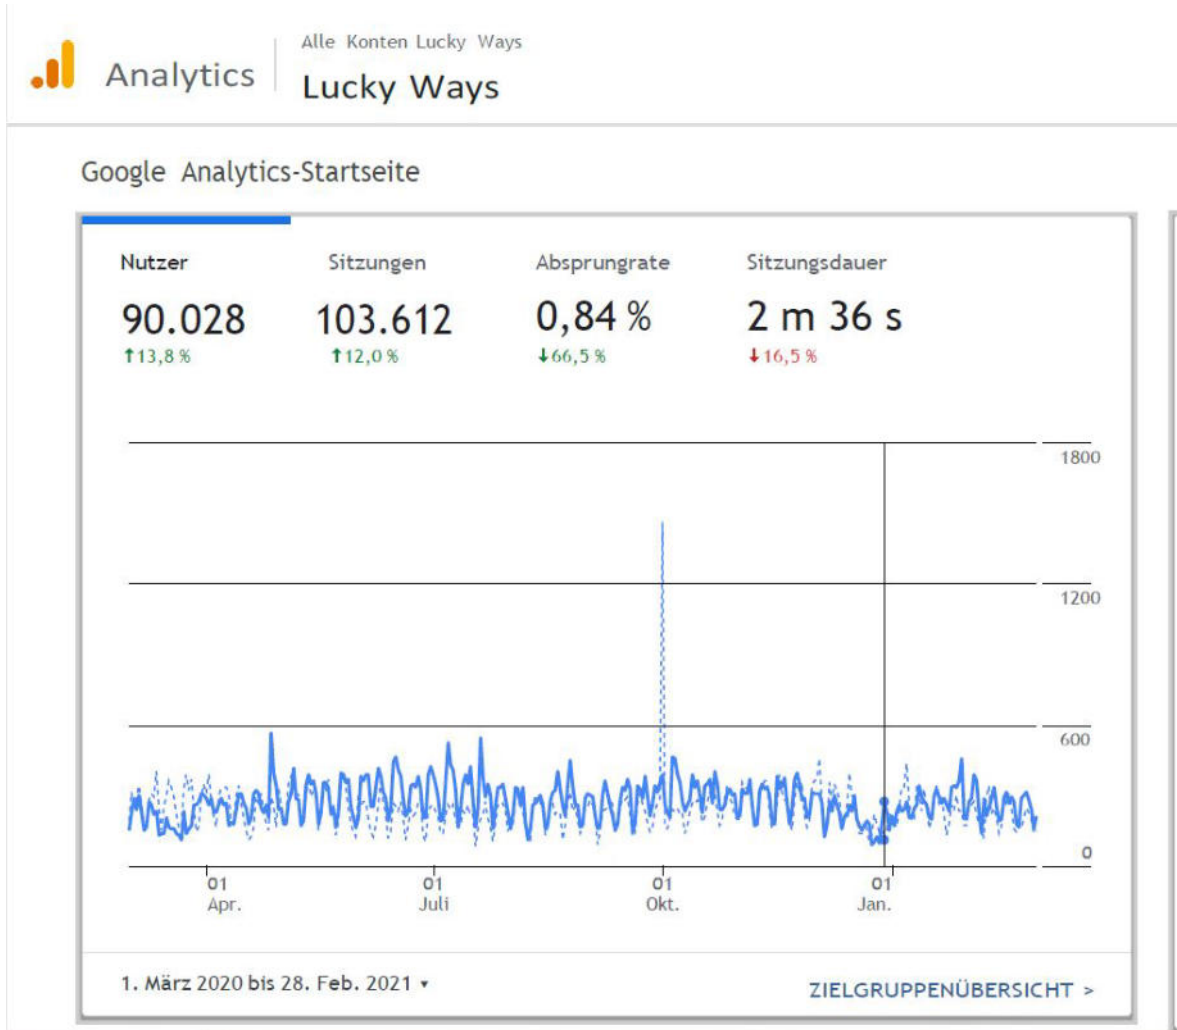 Alle Konten Lucky Ways
Analytics
Lucky Ways
Google Analytics-Startseite
Nutzer Sitzungen Absprungrate Sitzungsdauer
90.028 103.612 0,84 % 2 m 36 s
↑13,8 % ↑12,0 % ↓66,5 % ↓16,5 %
1800
1200
600
0
01 01 01 01
Apr. Juli Okt. Jan.
1. März 2020 bis 28. Feb. 2021 ▾
ZIELGRUPPENÜBERSICHT >